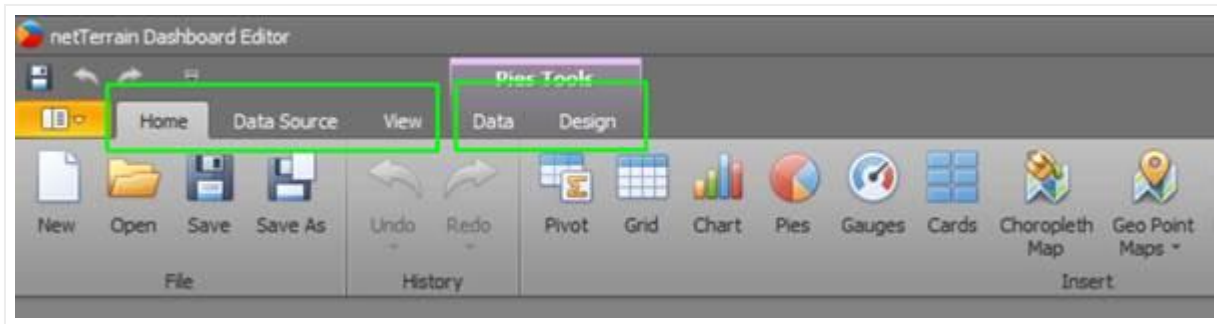 netTerrain Dashboard Editor
Pies Tools
Home Data Source View Data Design
New Open Save Save As Undo Redo Pivot Grid Chart Pies Gauges Cards Choropleth Map Geo Point Maps
File History Insert